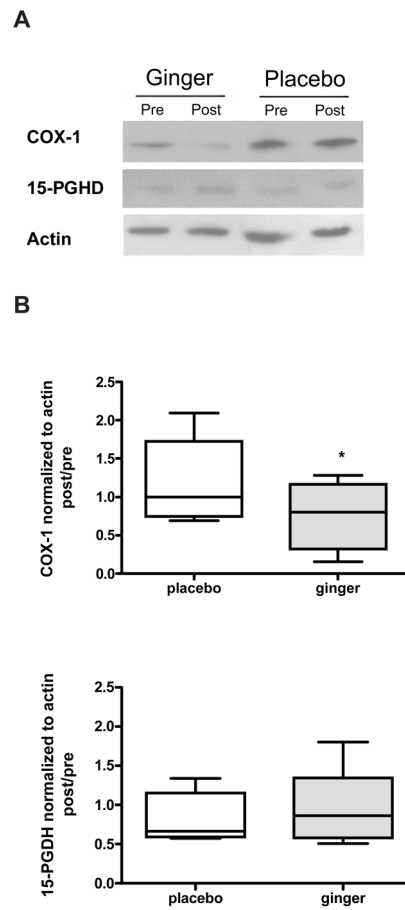 A
Ginger Placebo
Pre Post Pre Post
COX-1
15-PGHD
Actin
B
COX-1 normalized to actin
post/pre
2.5
2.0
1.5
1.0
0.5
0.0
*
placebo ginger
15-PGDH normalized to actin
post/pre
2.5
2.0
1.5
1.0
0.5
0.0
placebo ginger